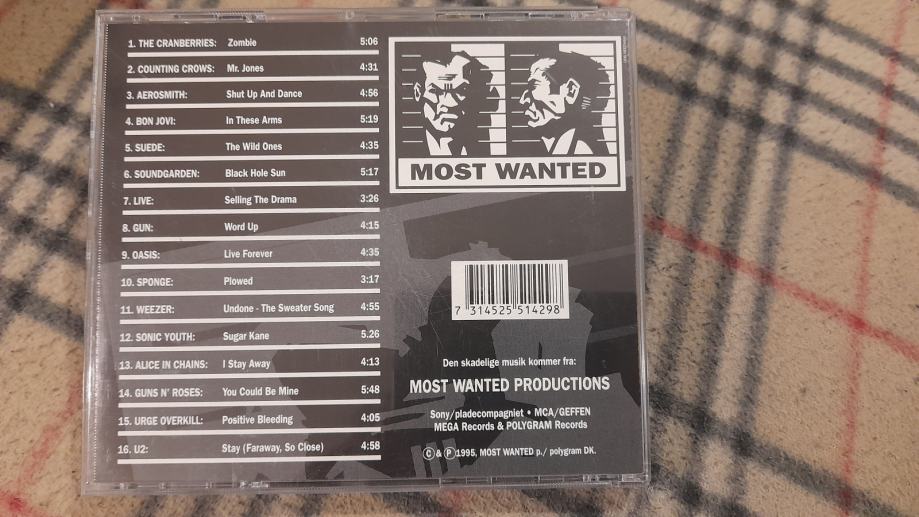 1. THE CRANBERRIES: Zombie 5:06
2. COUNTING CROWS: Mr. Jones 4:31
3. AEROSMITH: Shut Up And Dance 4:56
4. BON JOVI: In These Arms 5:19
5. SUEDE: The Wild Ones 4:35
6. SOUNDGARDEN: Black Hole Sun 5:17
7. LIVE: Selling The Drama 3:26
8. GUN: Word Up 4:15
9. OASIS: Live Forever 4:35
10. SPONGE: Plowed 3:17
11. WEEZER: Undone - The Sweater Song 4:55
12. SONIC YOUTH: Sugar Kane 5.26
13. ALICE IN CHAINS: I Stay Away 4:13
14. GUNS N' ROSES: You Could Be Mine 5:48
15. URGE OVERKILL: Positive Bleeding 4:05
16. U2: Stay (Faraway, So Close) 4:58
MOST WANTED
7 314525 514298
Den skadelige musik kommer fra:
MOST WANTED PRODUCTIONS
Sony/pladecompagniet • MCA/GEFFEN
MEGA Records & POLYGRAM Records
Ⓒ & Ⓟ 1995, MOST WANTED p./ polygram DK.